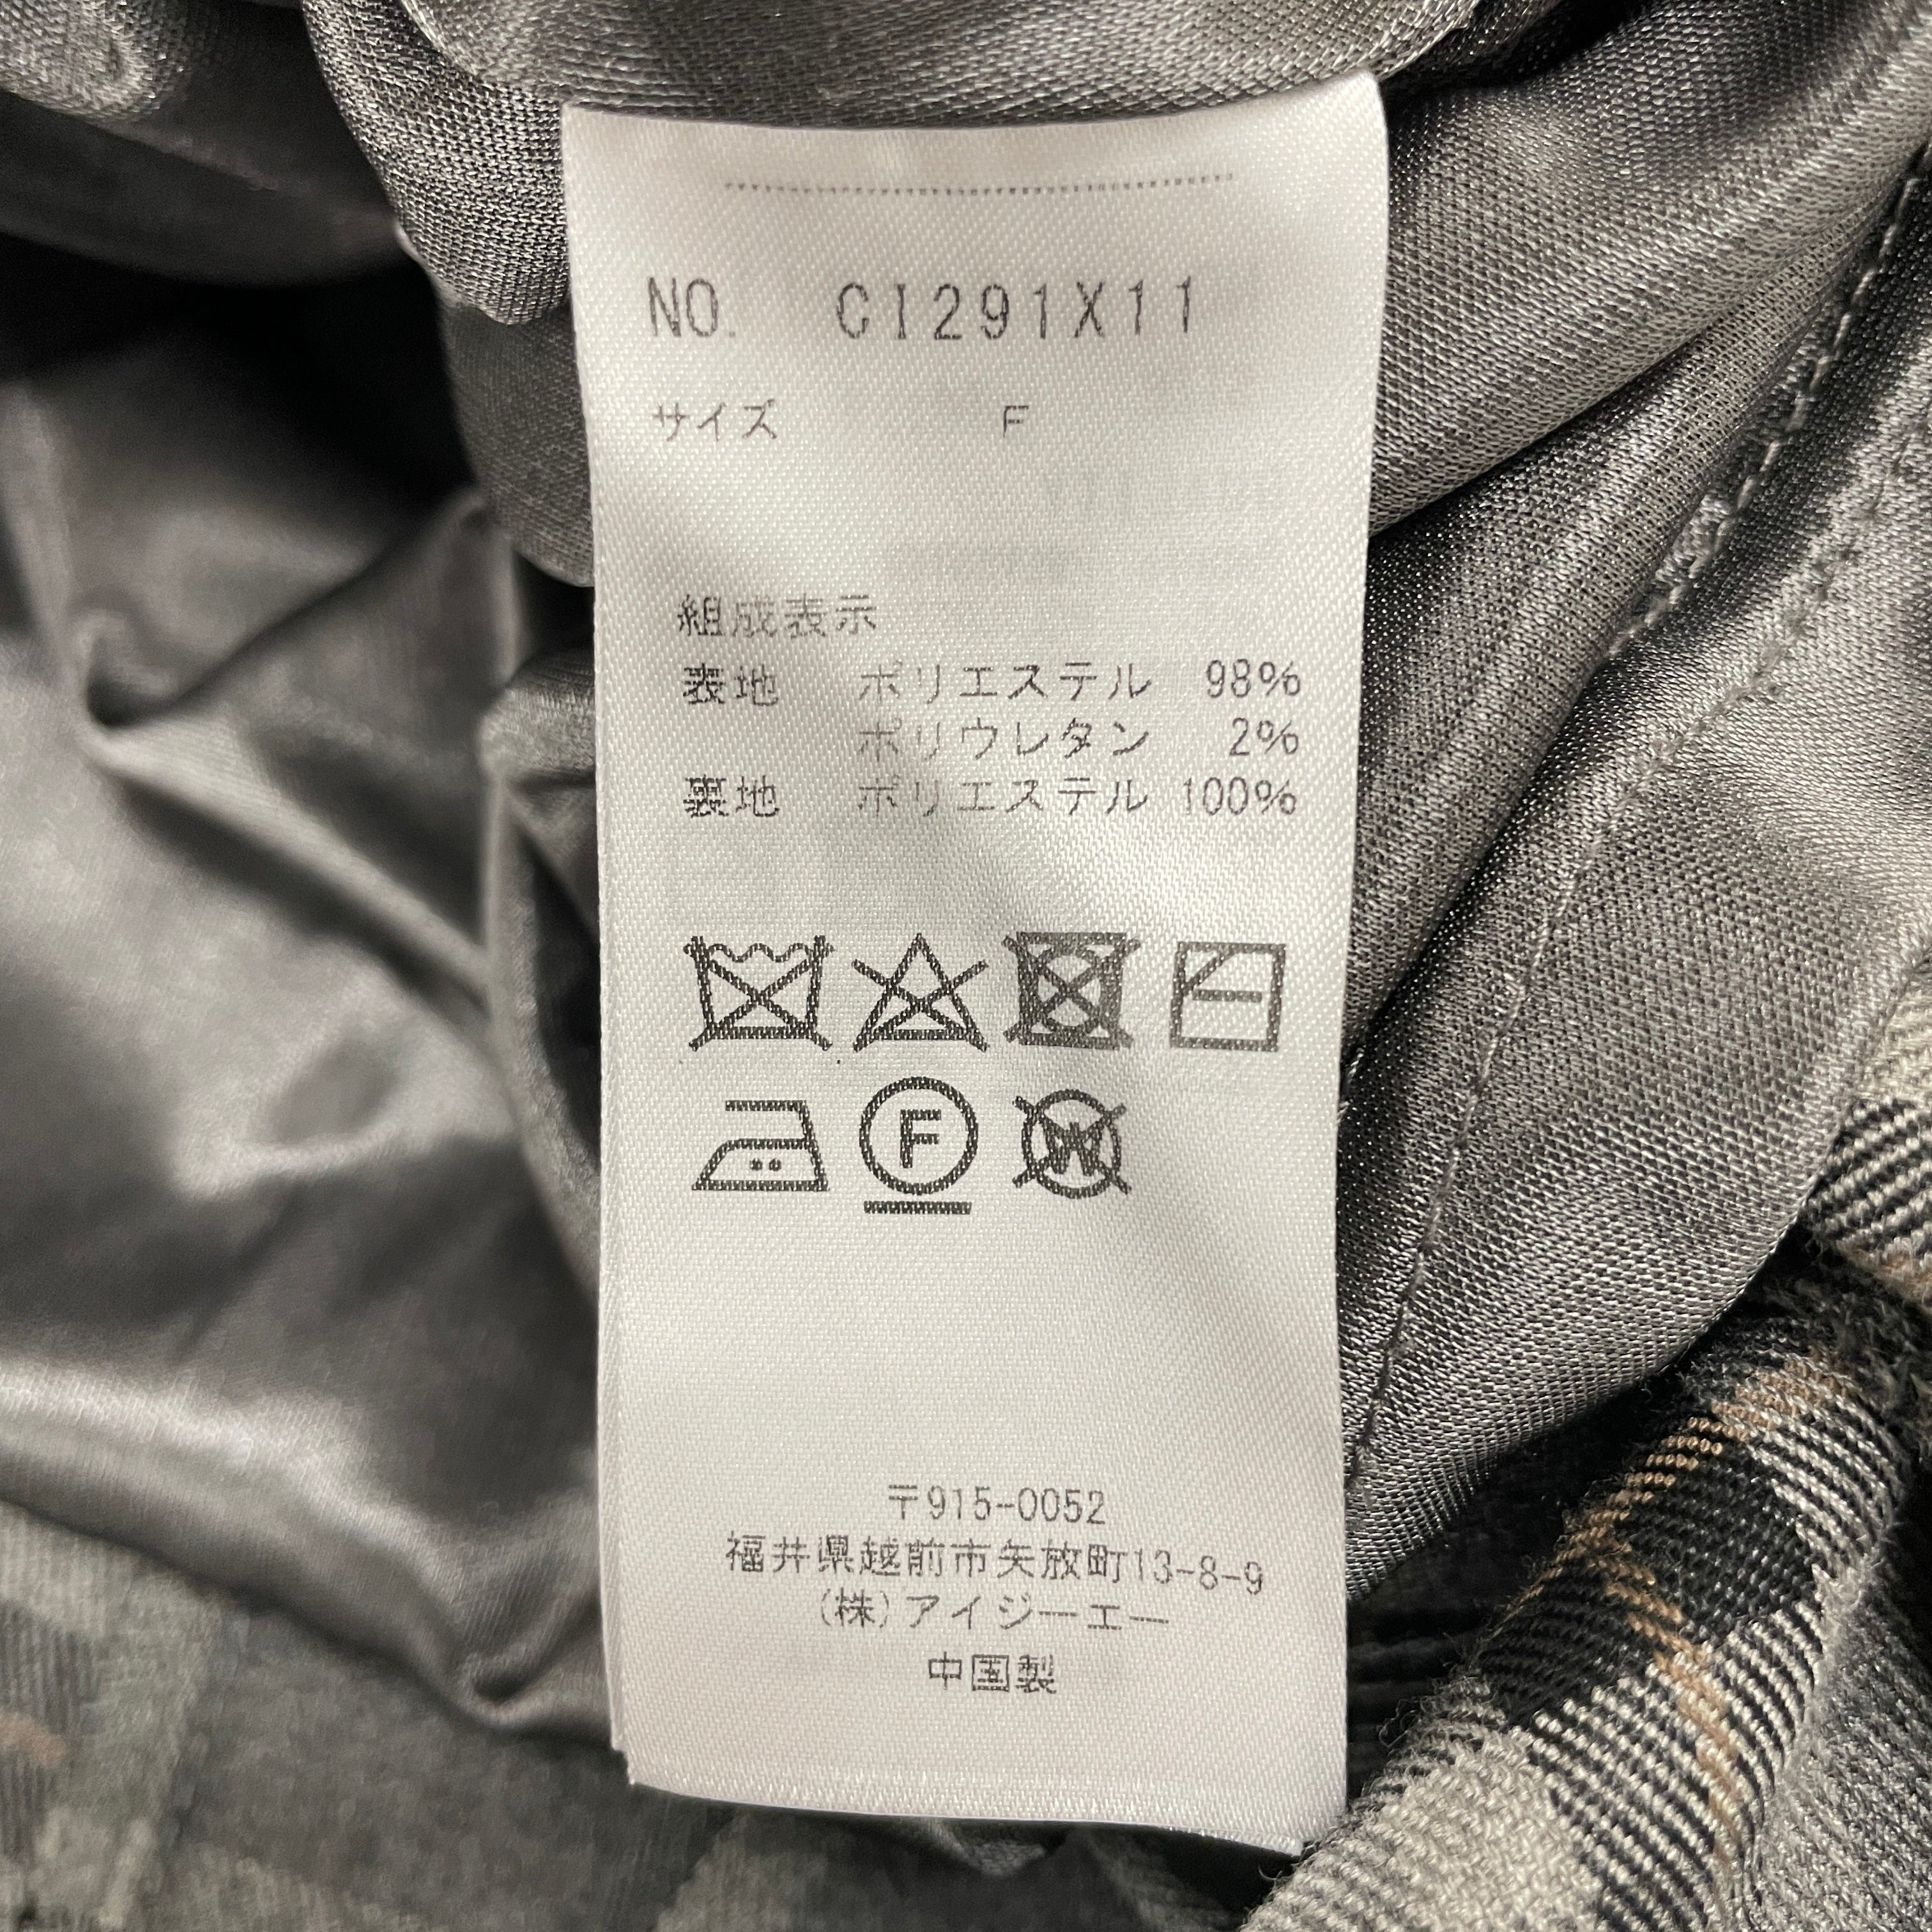 NO. CI291X11
サイズ F
組成表示
表地 ポリエステル 98%
ポリウレタン 2%
裏地 ポリエステル 100%
F
W
〒915-0052
福井県越前市矢放町13-8-9
(株)アイジーエー
中国製